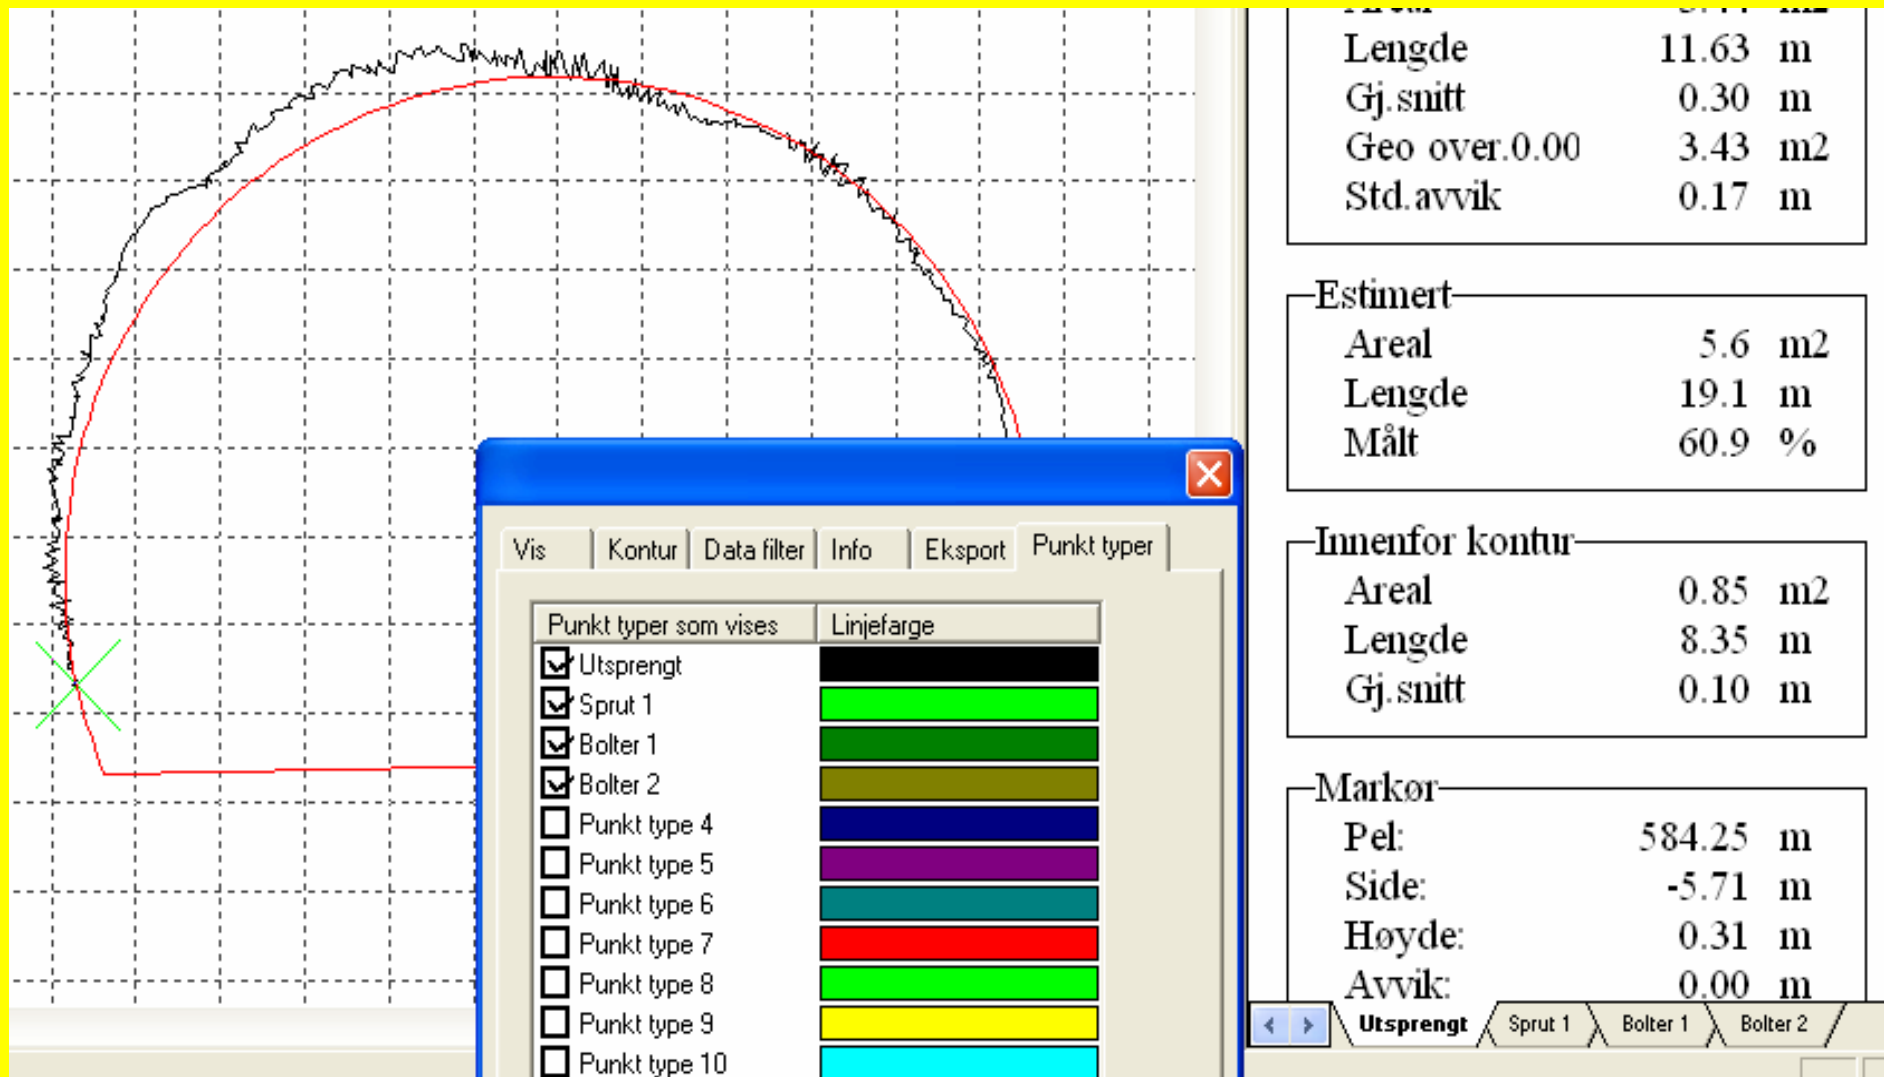 Lengde 11.63 m
Gj.snitt 0.30 m
Geo over.0.00 3.43 m2
Std.avvik 0.17 m
Estimert
Areal 5.6 m2
Lengde 19.1 m
Målt 60.9 %
Innenfor kontur
Areal 0.85 m2
Lengde 8.35 m
Gj.snitt 0.10 m
Markør
Pel: 584.25 m
Side: -5.71 m
Høyde: 0.31 m
Avvik: 0.00 m
Utsprengt Sprut 1 Bolter 1 Bolter 2
Vis Kontur Data filter Info Eksport Punkt typer
Punkt typer som vises Linjefarge
Utsprengt
Sprut 1
Bolter 1
Bolter 2
Punkt type 4
Punkt type 5
Punkt type 6
Punkt type 7
Punkt type 8
Punkt type 9
Punkt type 10